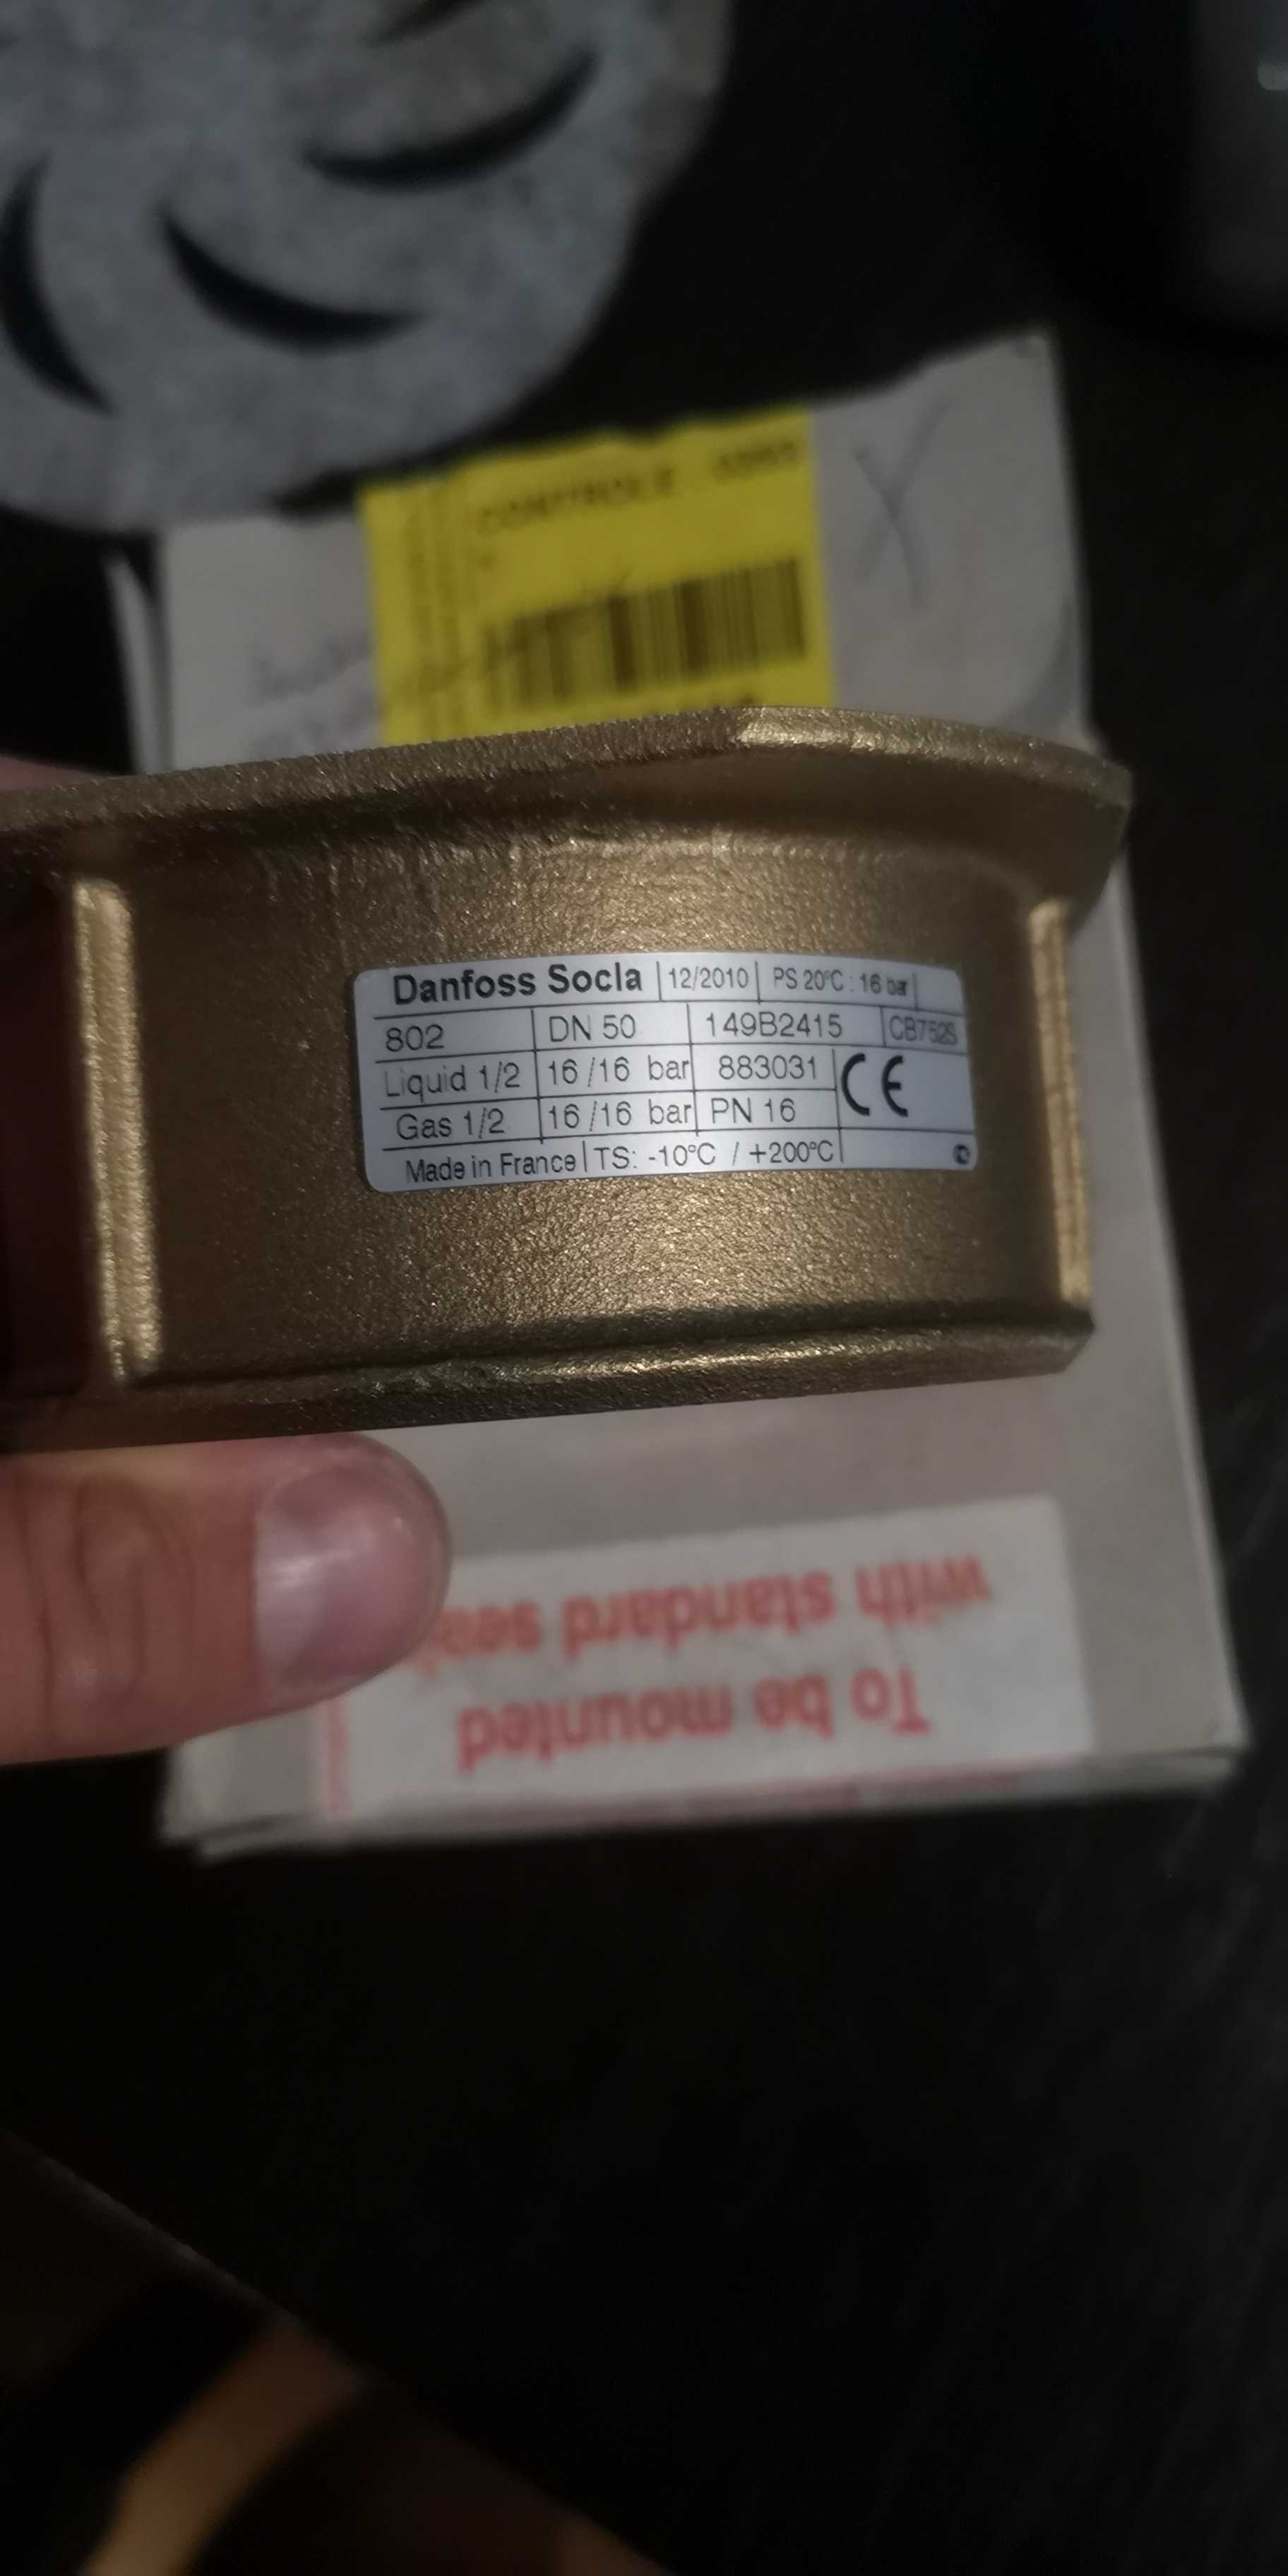 CONTROLE
Danfoss Socla 12/2010 PS 20°C : 16 bar
802 DN 50 149B2415 CB752S
Liquid 1/2 16 /16 bar 883031 CE
Gas 1/2 16 /16 bar PN 16
Made in France TS: -10°C / +200°C
To be mounted
with standard